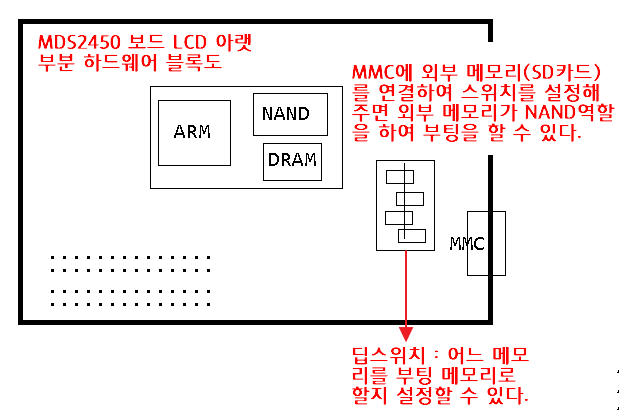 MDS2450 보드 LCD 아랫
부분 하드웨어 블록도
MMC에 외부 메모리(SD카드)
를 연결하여 스위치를 설정해
주면 외부 메모리가 NAND역할
을 하여 부팅을 할 수 있다.
ARM
NAND
DRAM
MMC
딥스위치 : 어느 메모
리를 부팅 메모리로
할지 설정할 수 있다.